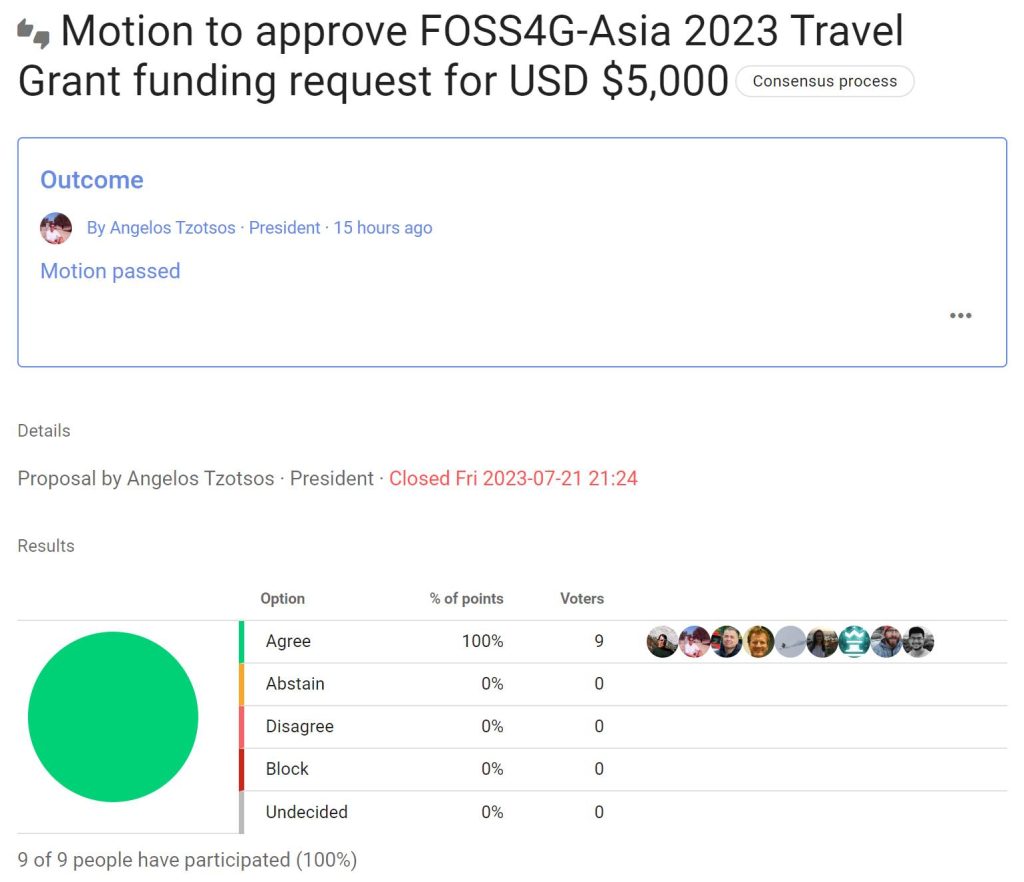 Motion to approve FOSS4G-Asia 2023 Travel
Grant funding request for USD $5,000 Consensus process
Outcome
By Angelos Tzotsos · President · 15 hours ago
Motion passed
Details
Proposal by Angelos Tzotsos · President · Closed Fri 2023-07-21 21:24
Results
Option % of points Voters
Agree 100% 9
Abstain 0% 0
Disagree 0% 0
Block 0% 0
Undecided 0% 0
9 of 9 people have participated (100%)